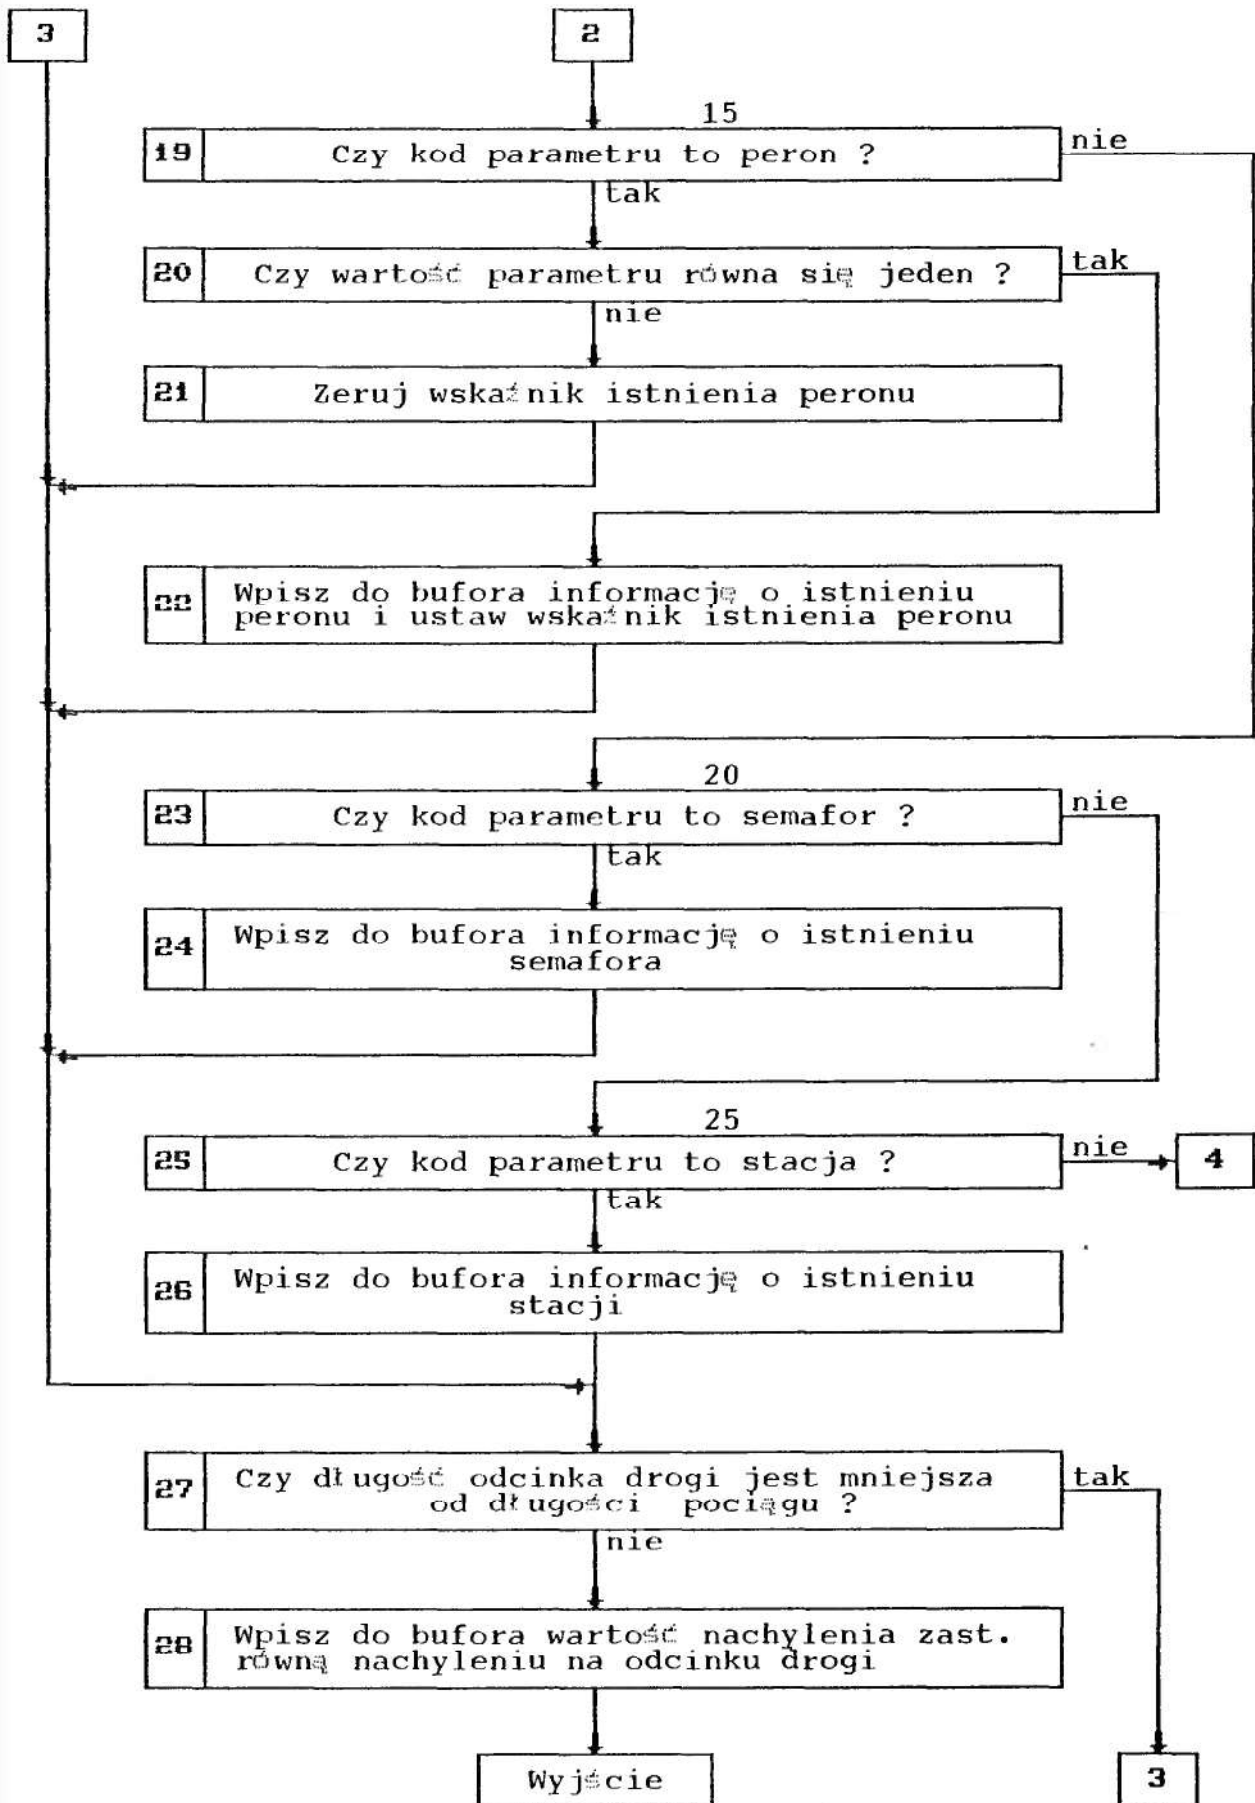 3
2
15
19 Czy kod parametru to peron ? nie
tak
20 Czy wartość parametru równa się jeden ? tak
nie
21 Zeruj wskaźnik istnienia peronu
22 Wpisz do bufora informację o istnieniu
peronu i ustaw wskaźnik istnienia peronu
20
23 Czy kod parametru to semafor ? nie
tak
24 Wpisz do bufora informację o istnieniu
semafora
25
25 Czy kod parametru to stacja ? nie 4
tak
26 Wpisz do bufora informację o istnieniu
stacji
27 Czy długość odcinka drogi jest mniejsza tak
od długości pociągu ?
nie
28 Wpisz do bufora wartość nachylenia zast.
równą nachyleniu na odcinku drogi
Wyjście
3